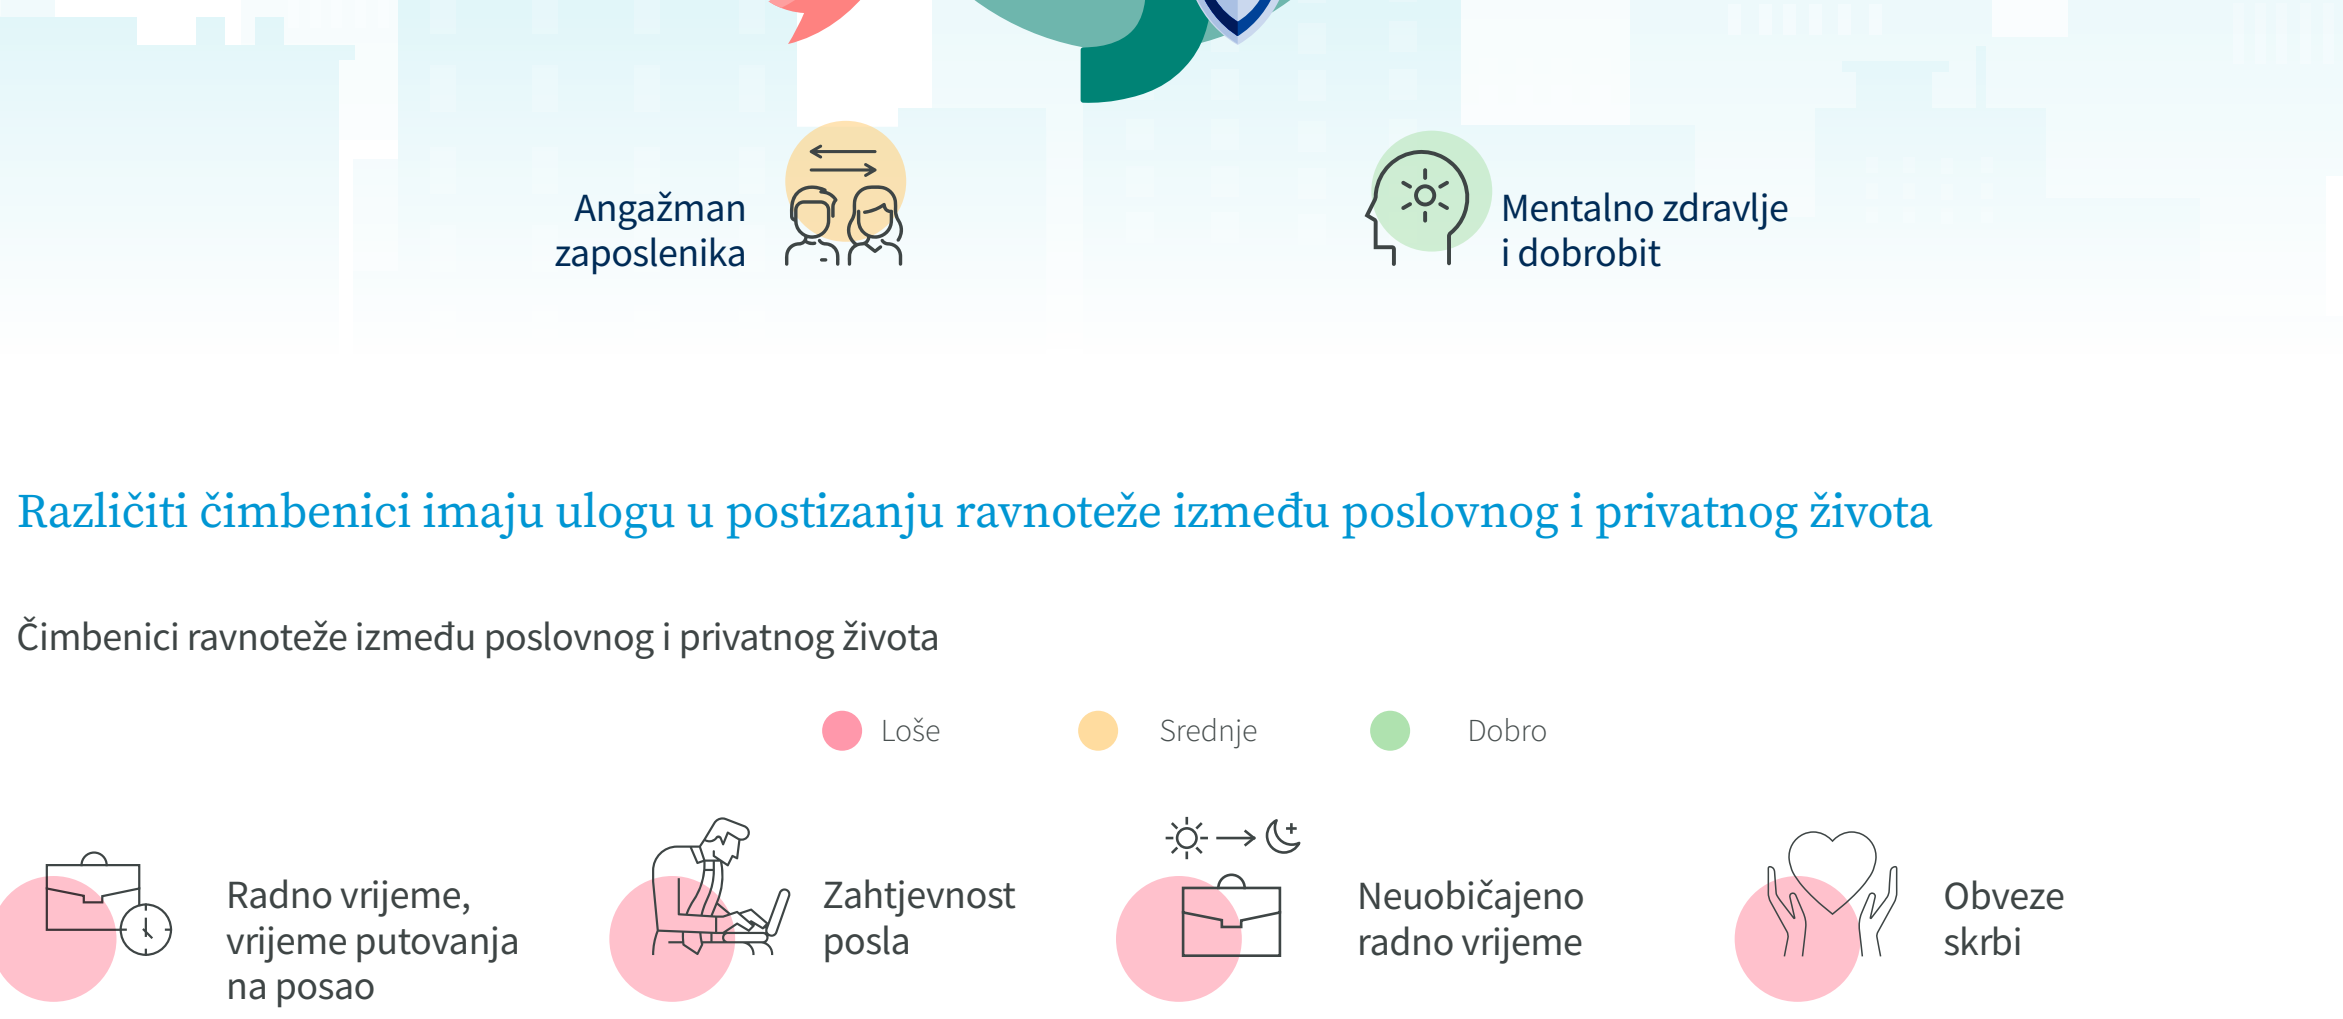 Angažman
zaposlenika
Mentalno zdravlje
i dobrobit
Različiti čimbenici imaju ulogu u postizanju ravnoteže između poslovnog i privatnog života
Čimbenici ravnoteže između poslovnog i privatnog života
Loše
Srednje
Dobro
Radno vrijeme,
vrijeme putovanja
na posao
Zahtjevnost
posla
Neuobičajeno
radno vrijeme
Obveze
skrbi